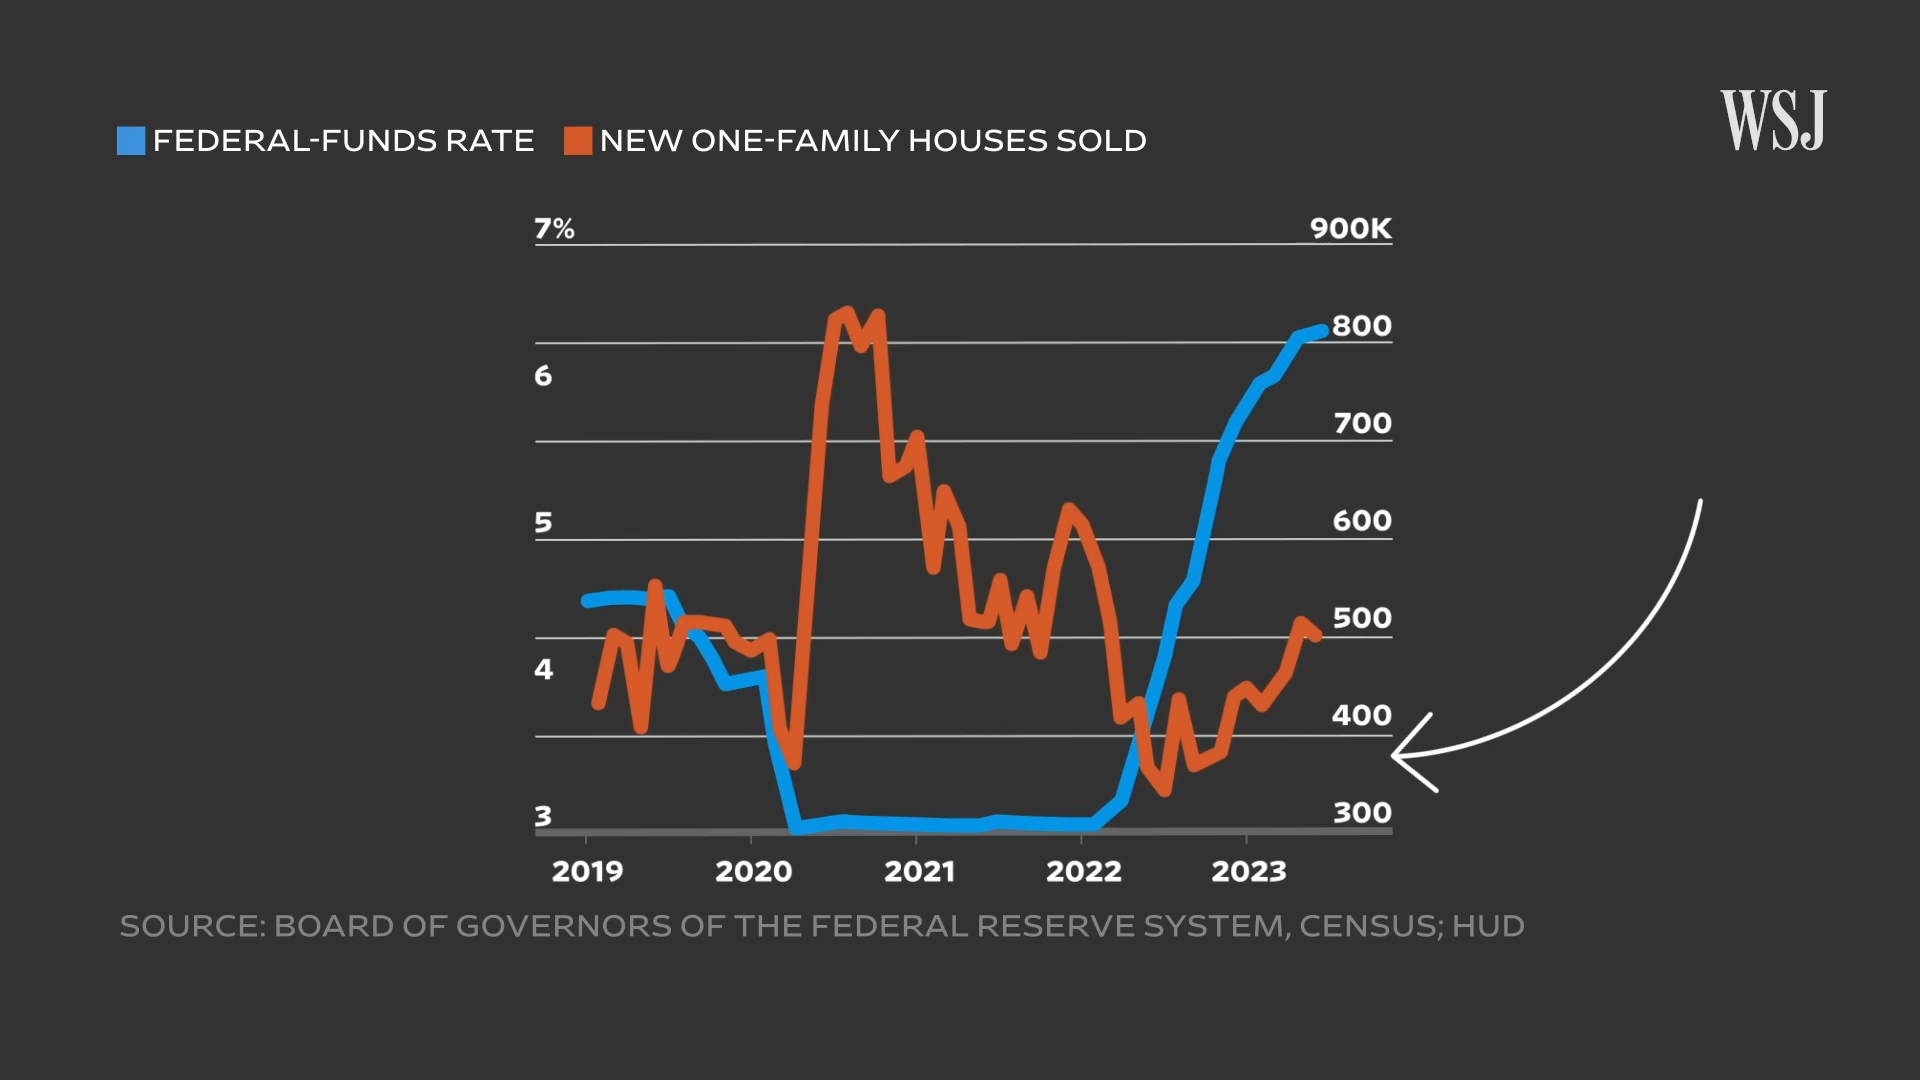 WSJ
FEDERAL-FUNDS RATE NEW ONE-FAMILY HOUSES SOLD
7% 900K
800
6
700
5 600
500
4
400
3 300
2019 2020 2021 2022 2023
SOURCE: BOARD OF GOVERNORS OF THE FEDERAL RESERVE SYSTEM, CENSUS; HUD